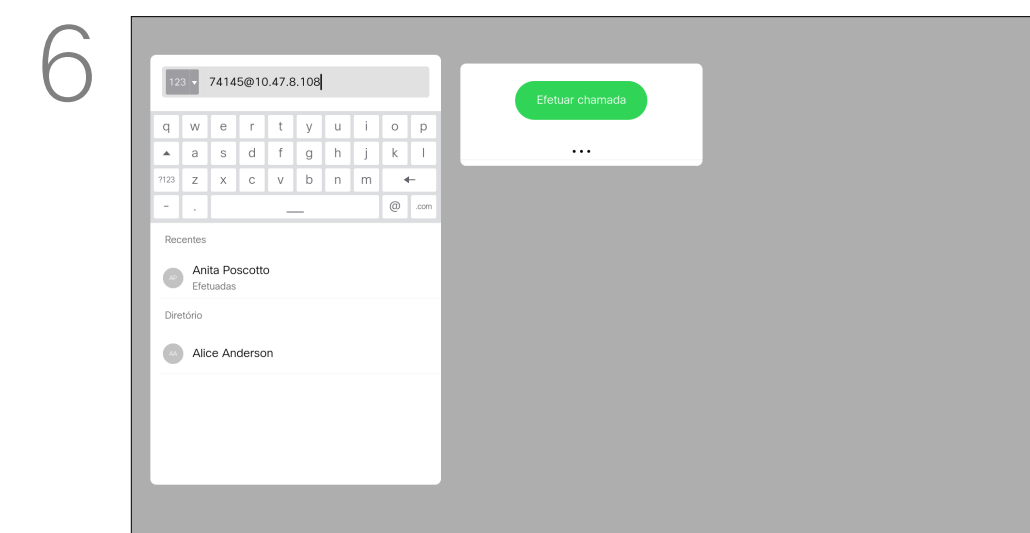 6
123 74145@10.47.8.108
q w e r t y u i o p
a s d f g h j k l
?123 z x c v b n m
- . @ .com
Recentes
AP Anita Poscotto
Efetuadas
Diretório
AA Alice Anderson
Efetuar chamada
...